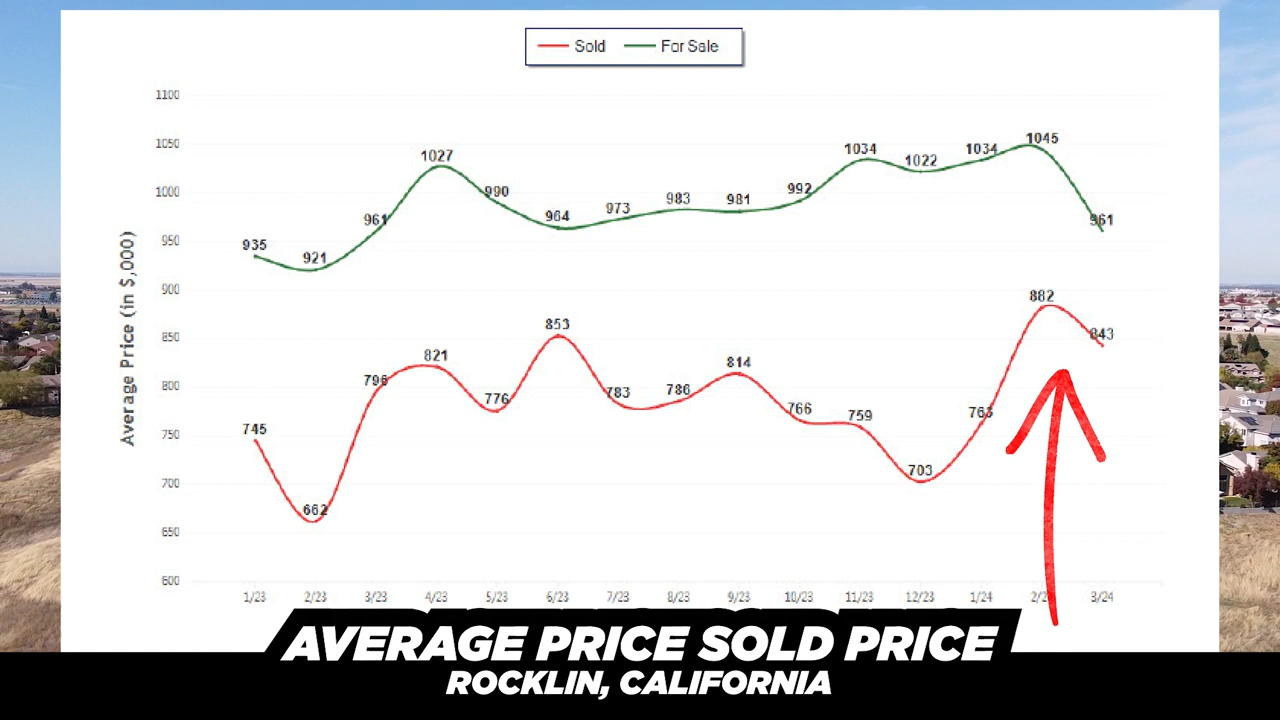 Sold For Sale
1100
1050
1000
950
900
850
800
750
700
650
600
Average Price (in $,000)
935 921 961 1027 990 964 973 983 981 992 1034 1022 1034 1045 961
745 662 796 821 776 853 783 786 814 766 759 703 763 882 843
1/23 2/23 3/23 4/23 5/23 6/23 7/23 8/23 9/23 10/23 11/23 12/23 1/24 3/24
AVERAGE PRICE SOLD PRICE
ROCKLIN, CALIFORNIA